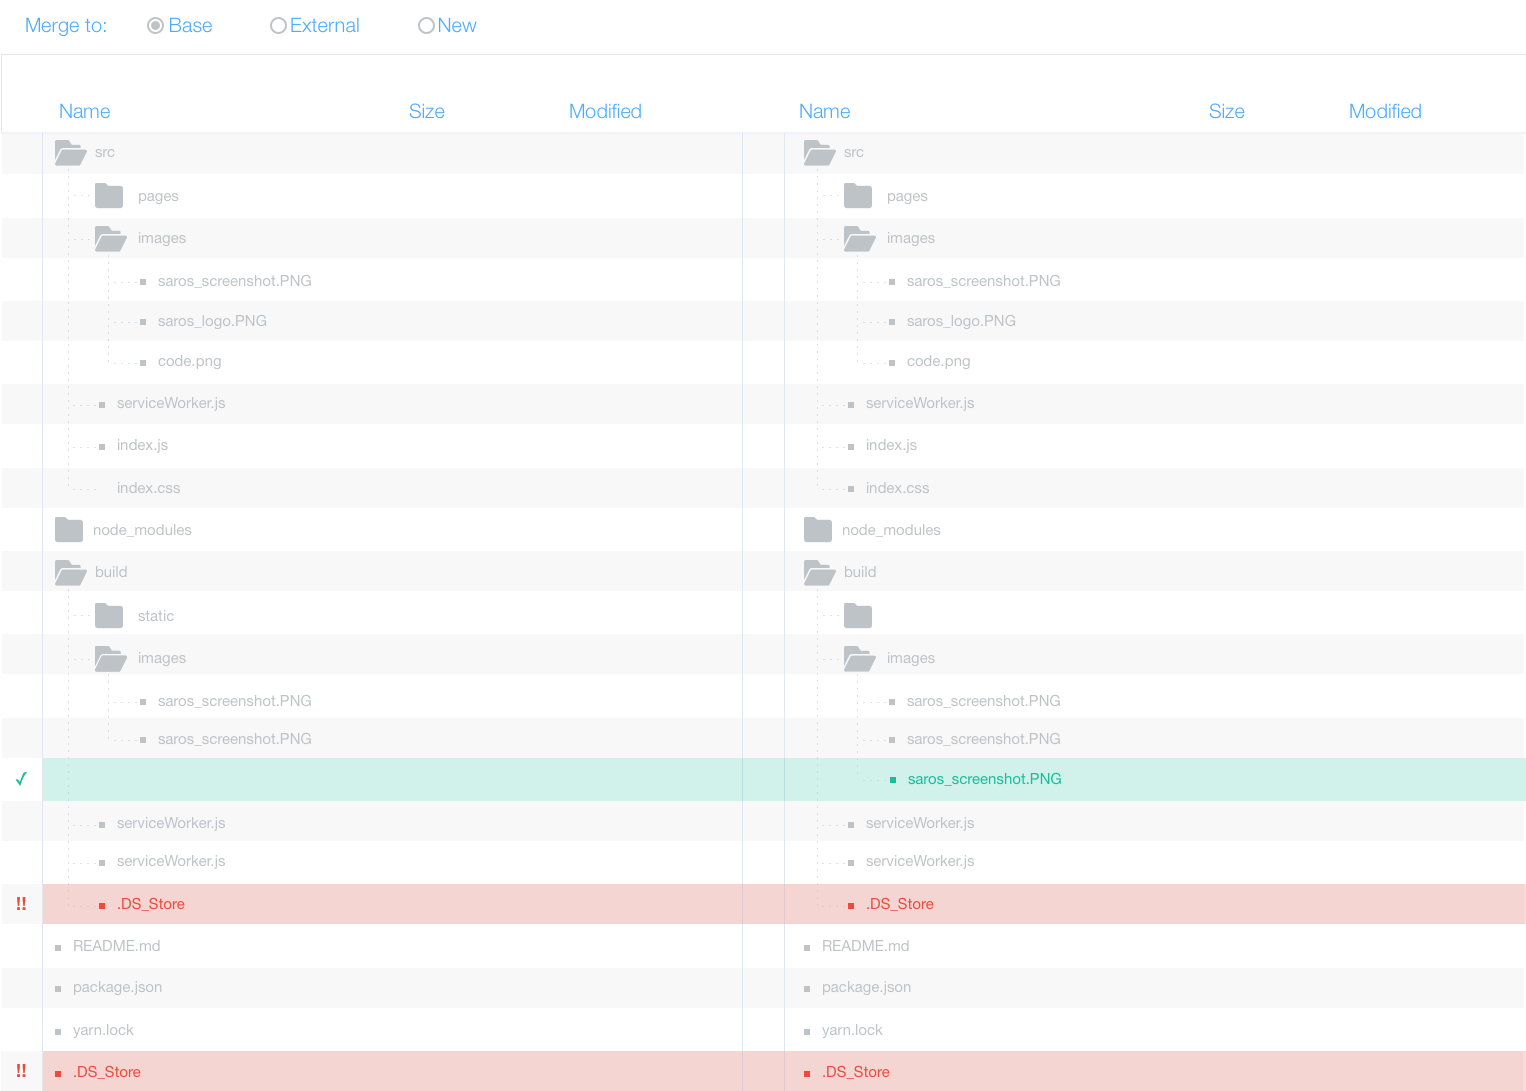 Merge to: Base External New
Name Size Modified Name Size Modified
src src
pages pages
images images
saros_screenshot.PNG saros_screenshot.PNG
saros_logo.PNG saros_logo.PNG
code.png code.png
serviceWorker.js serviceWorker.js
index.js index.js
index.css index.css
node_modules node_modules
build build
static
images images
saros_screenshot.PNG saros_screenshot.PNG
saros_screenshot.PNG saros_screenshot.PNG
✓ saros_screenshot.PNG
serviceWorker.js serviceWorker.js
serviceWorker.js serviceWorker.js
!! .DS_Store .DS_Store
README.md README.md
package.json package.json
yarn.lock yarn.lock
!! .DS_Store .DS_Store